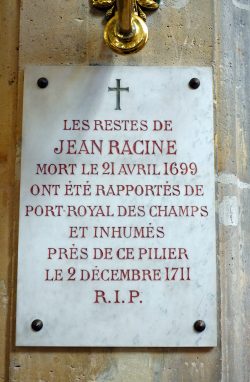 LES RESTES DE
JEAN RACINE
MORT LE 21 AVRIL 1699
ONT ÉTÉ RAPPORTÉS DE
PORT-ROYAL DES CHAMPS
ET INHUMÉS
PRÈS DE CE PILIER
LE 2 DÉCEMBRE 1711
R.I.P.